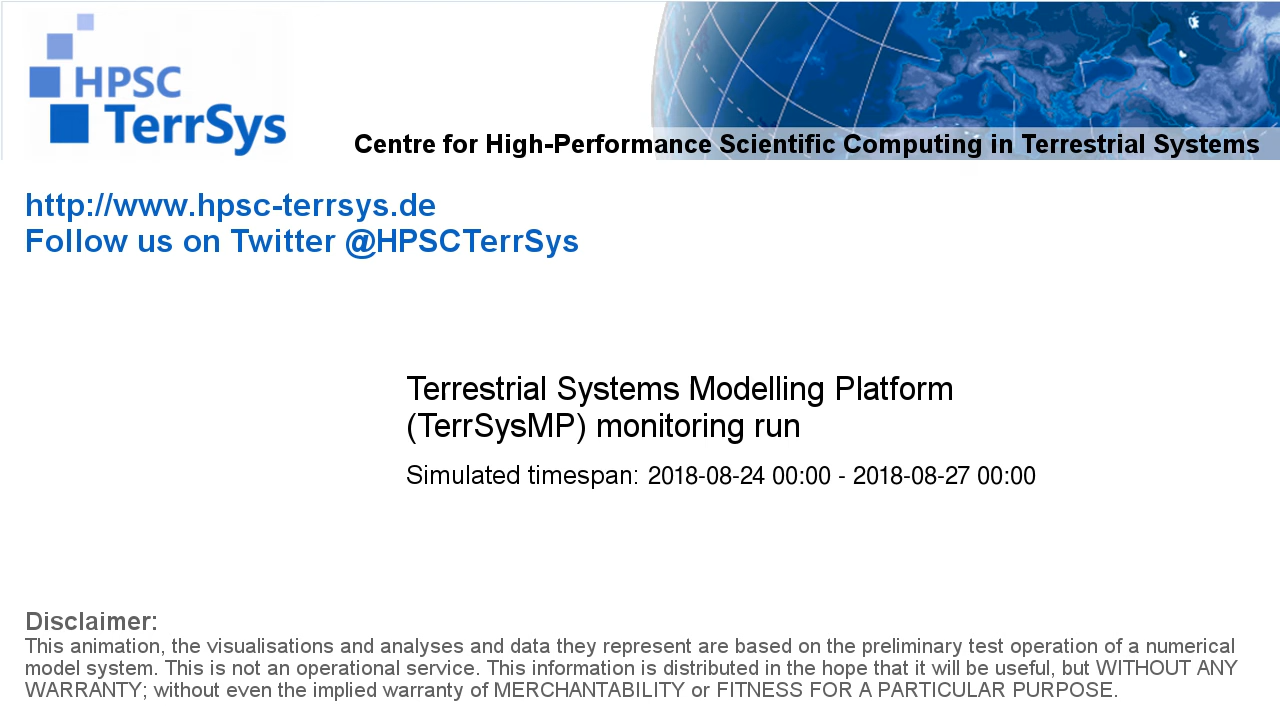 HPSC
TerrSys
Centre for High-Performance Scientific Computing in Terrestrial Systems
http://www.hpsc-terrsys.de
Follow us on Twitter @HPSCTerrSys
Terrestrial Systems Modelling Platform
(TerrSysMP) monitoring run
Simulated timespan: 2018-08-24 00:00 - 2018-08-27 00:00
Disclaimer:
This animation, the visualisations and analyses and data they represent are based on the preliminary test operation of a numerical
model system. This is not an operational service. This information is distributed in the hope that it will be useful, but WITHOUT ANY
WARRANTY; without even the implied warranty of MERCHANTABILITY or FITNESS FOR A PARTICULAR PURPOSE.